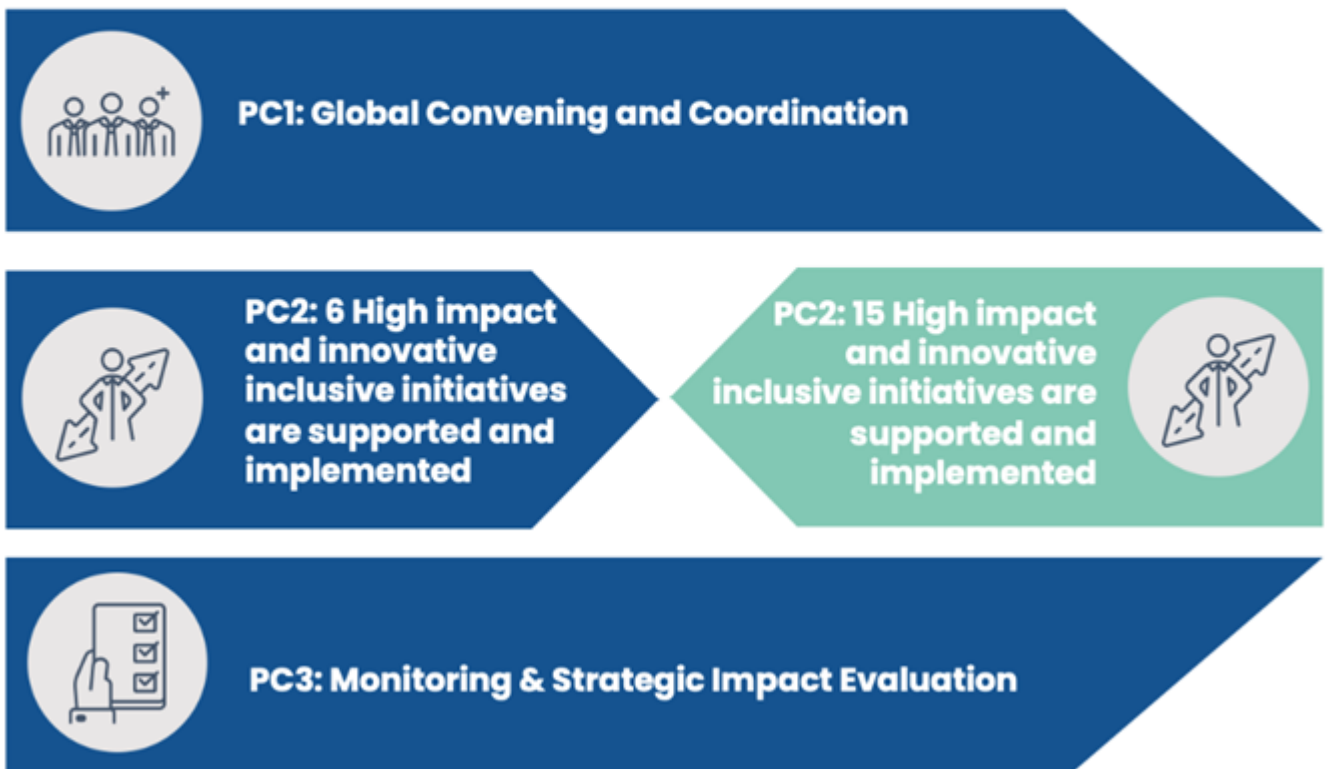 PC1: Global Convening and Coordination
PC2: 6 High impact
and innovative
inclusive initiatives
are supported and
implemented
PC2: 15 High impact
and innovative
inclusive initiatives are
supported and
implemented
PC3: Monitoring & Strategic Impact Evaluation